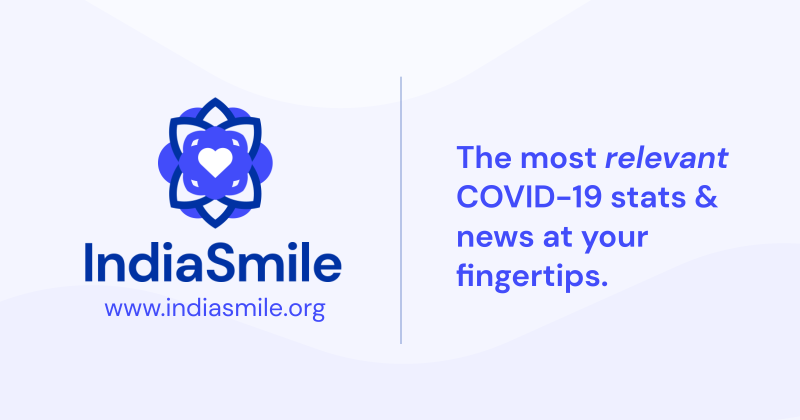 IndiaSmile
www.indiasmile.org
The most relevant
COVID-19 stats &
news at your
fingertips.